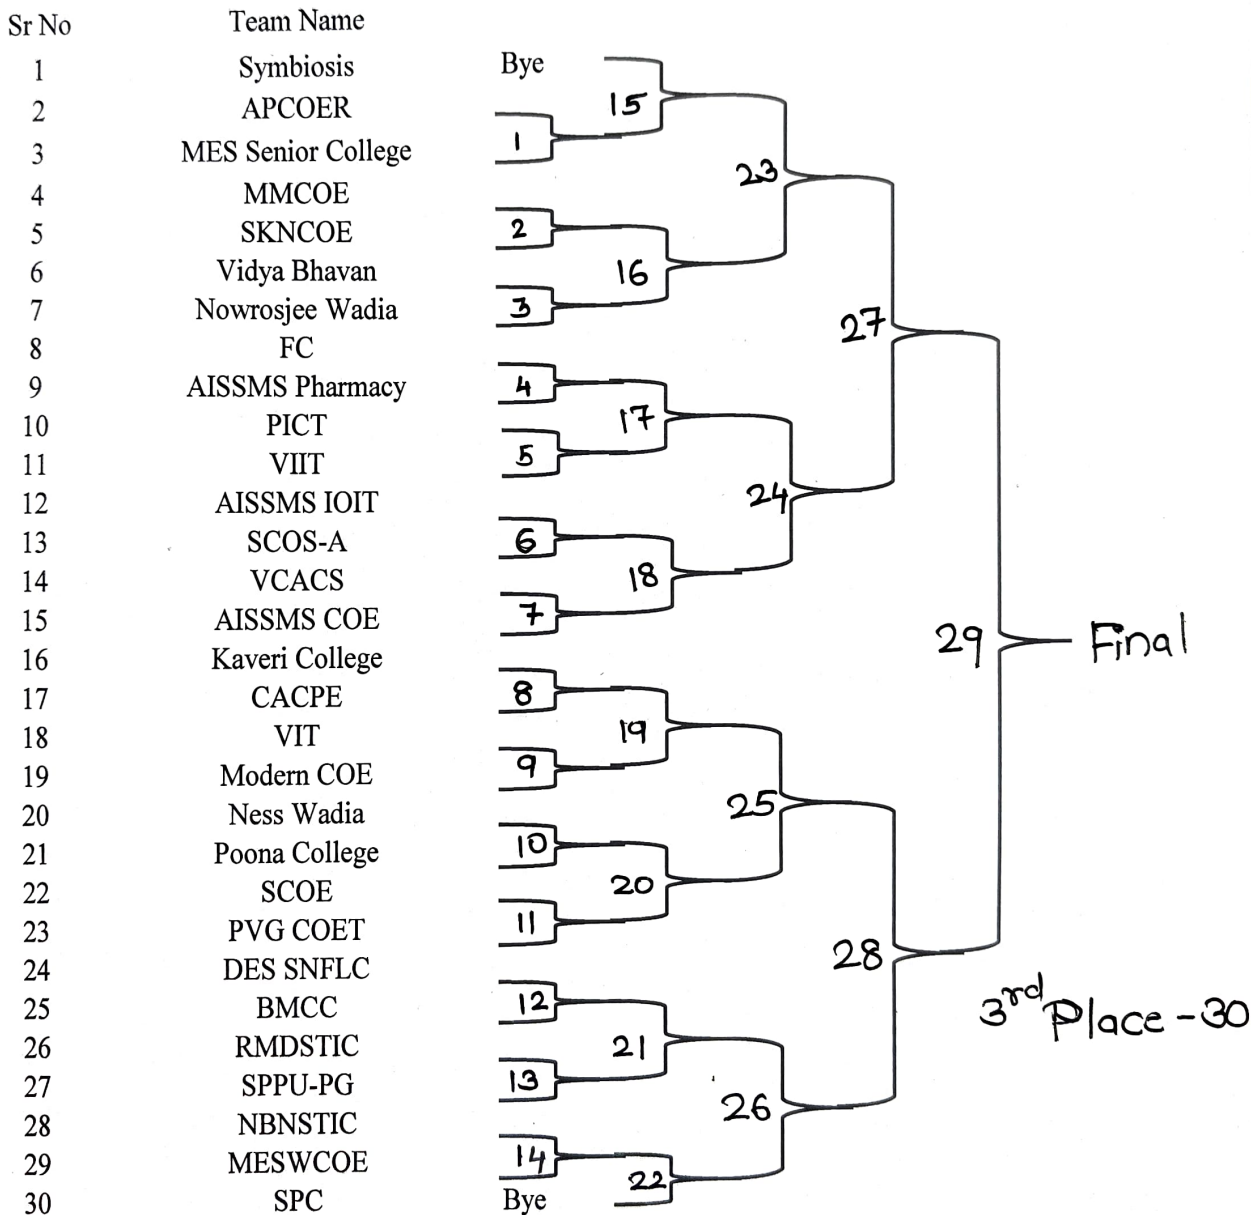 Sr No Team Name
1 Symbiosis Bye
2 APCOER 15
3 MES Senior College 1
4 MMCOE 23
5 SKNCOE 2
6 Vidya Bhavan 16
7 Nowrosjee Wadia 3
27
8 FC
9 AISSMS Pharmacy 4
10 PICT 17
11 VIIT 5
12 AISSMS IOIT 24
13 SCOS-A 6
14 VCACS 18
15 AISSMS COE 7
29 Final
16 Kaveri College
17 CACPE 8
18 VIT 19
19 Modern COE 9
20 Ness Wadia 25
21 Poona College 10
22 SCOE 20
23 PVG COET 11
28
24 DES SNFLC
25 BMCC 12
3rd Place - 30
26 RMDSTIC 21
27 SPPU-PG 13
28 NBNSTIC 26
29 MESWCOE 14
22
30 SPC Bye